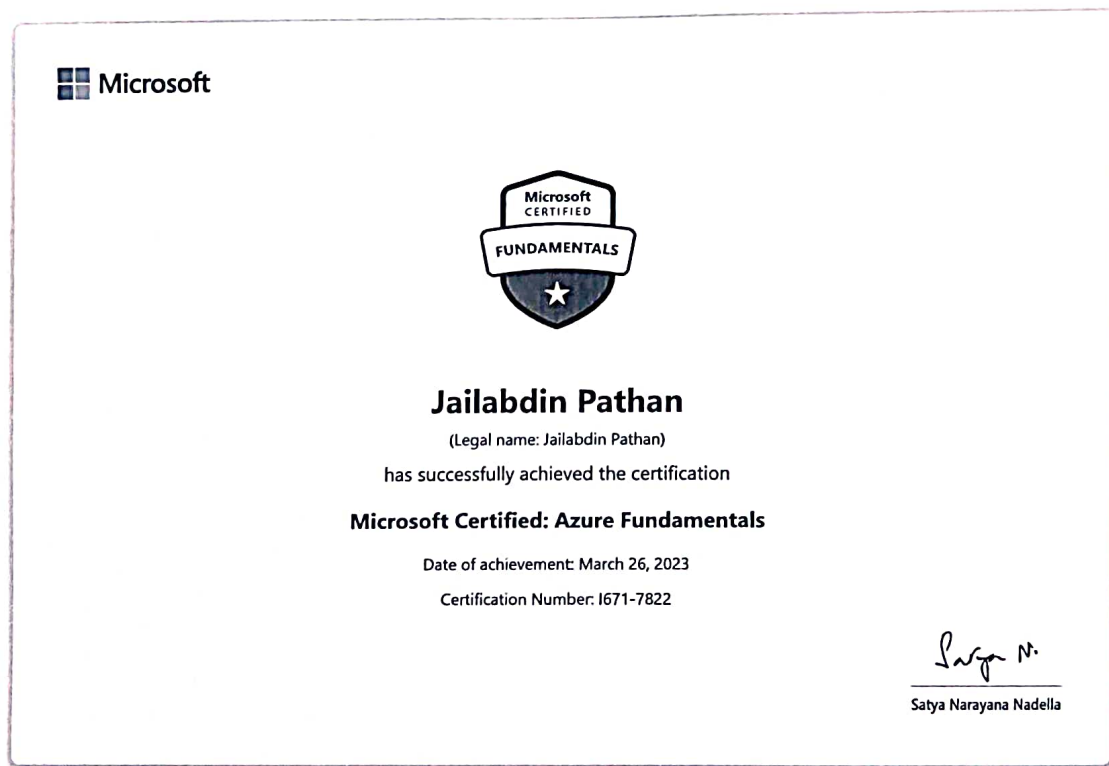 Microsoft
Microsoft
CERTIFIED
FUNDAMENTALS
Jailabdin Pathan
(Legal name: Jailabdin Pathan)
has successfully achieved the certification
Microsoft Certified: Azure Fundamentals
Date of achievement: March 26, 2023
Certification Number: I671-7822
Satya N.
Satya Narayana Nadella